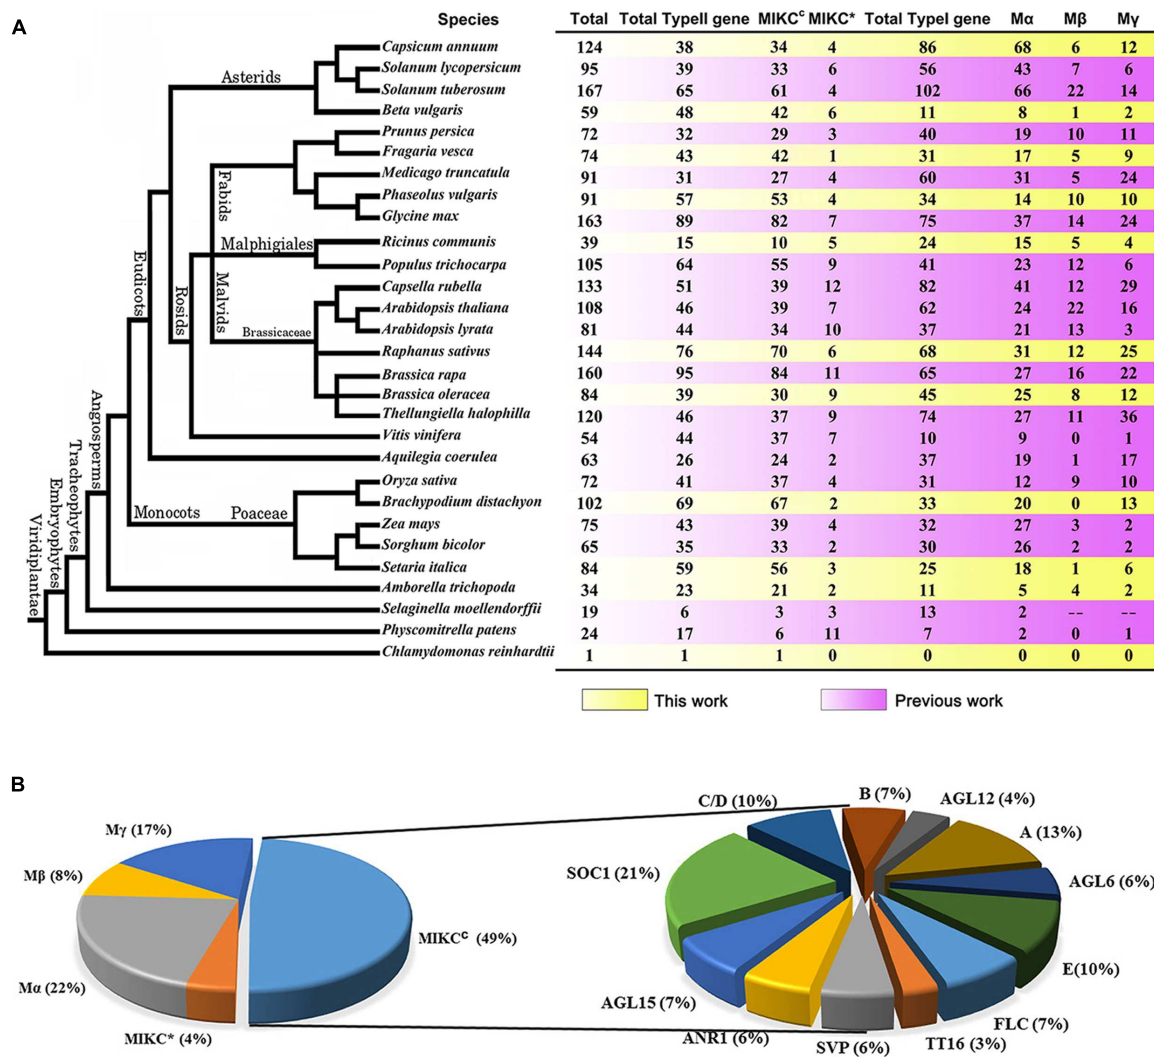 A
Species Total Total TypeII gene MIKCᶜ MIKC* Total TypeI gene Mα Mβ Mγ
Capsicum annuum 124 38 34 4 86 68 6 12
Asterids
Solanum lycopersicum 95 39 33 6 56 43 7 6
Solanum tuberosum 167 65 61 4 102 66 22 14
Beta vulgaris 59 48 42 6 11 8 1 2
Prunus persica 72 32 29 3 40 19 10 11
Fragaria vesca 74 43 42 1 31 17 5 9
Fabids
Medicago truncatula 91 31 27 4 60 31 5 24
Phaseolus vulgaris 91 57 53 4 34 14 10 10
Glycine max 163 89 82 7 75 37 14 24
Malphigiales
Ricinus communis 39 15 10 5 24 15 5 4
Populus trichocarpa 105 64 55 9 41 23 12 6
Eudicots
Rosids
Malvids
Capsella rubella 133 51 39 12 82 41 12 29
Arabidopsis thaliana 108 46 39 7 62 24 22 16
Brassicaceae
Arabidopsis lyrata 81 44 34 10 37 21 13 3
Raphanus sativus 144 76 70 6 68 31 12 25
Brassica rapa 160 95 84 11 65 27 16 22
Brassica oleracea 84 39 30 9 45 25 8 12
Thellungiella halophilla 120 46 37 9 74 27 11 36
Vitis vinifera 54 44 37 7 10 9 0 1
Aquilegia coerulea 63 26 24 2 37 19 1 17
Angiosperms
Oryza sativa 72 41 37 4 31 12 9 10
Brachypodium distachyon 102 69 67 2 33 20 0 13
Monocots
Poaceae
Zea mays 75 43 39 4 32 27 3 2
Sorghum bicolor 65 35 33 2 30 26 2 2
Setaria italica 84 59 56 3 25 18 1 6
Tracheophytes
Embryophytes
Viridiplantae
Amborella trichopoda 34 23 21 2 11 5 4 2
Selaginella moellendorffii 19 6 3 3 13 2 -- --
Physcomitrella patens 24 17 6 11 7 2 0 1
Chlamydomonas reinhardtii 1 1 1 0 0 0 0 0
This work
Previous work
B
Mγ (17%)
Mβ (8%)
Mα (22%)
MIKC* (4%)
MIKCᶜ (49%)
C/D (10%)
B (7%)
AGL12 (4%)
A (13%)
AGL6 (6%)
E(10%)
FLC (7%)
TT16 (3%)
SVP (6%)
ANR1 (6%)
AGL15 (7%)
SOC1 (21%)